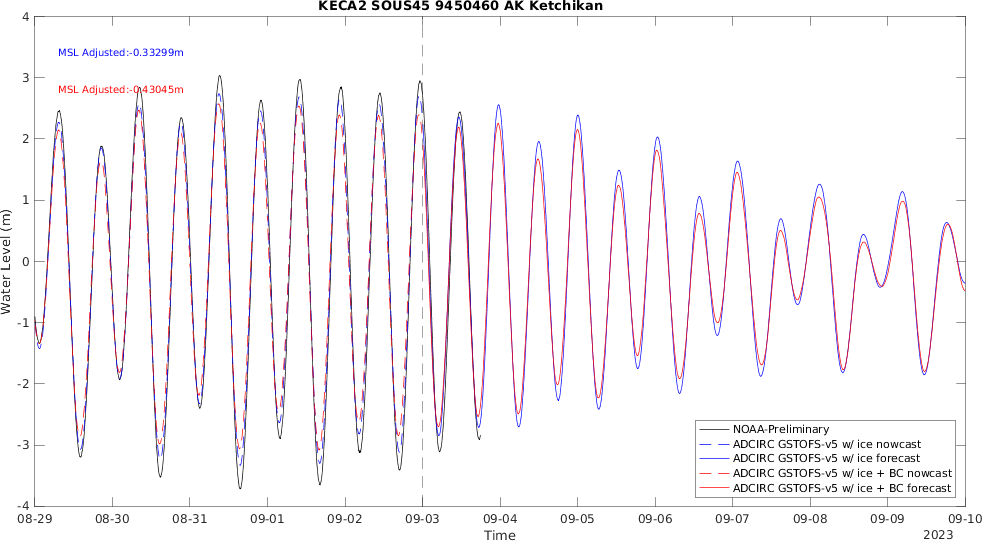 KECA2 SOUS45 9450460 AK Ketchikan
4
3
2
1
0
-1
-2
-3
-4
Water Level (m)
MSL Adjusted:-0.33299m
MSL Adjusted:-0.43045m
NOAA-Preliminary
ADCIRC GSTOFS-v5 w/ ice nowcast
ADCIRC GSTOFS-v5 w/ ice forecast
ADCIRC GSTOFS-v5 w/ ice + BC nowcast
ADCIRC GSTOFS-v5 w/ ice + BC forecast
08-29 08-30 08-31 09-01 09-02 09-03 09-04 09-05 09-06 09-07 09-08 09-09 09-10
Time
2023